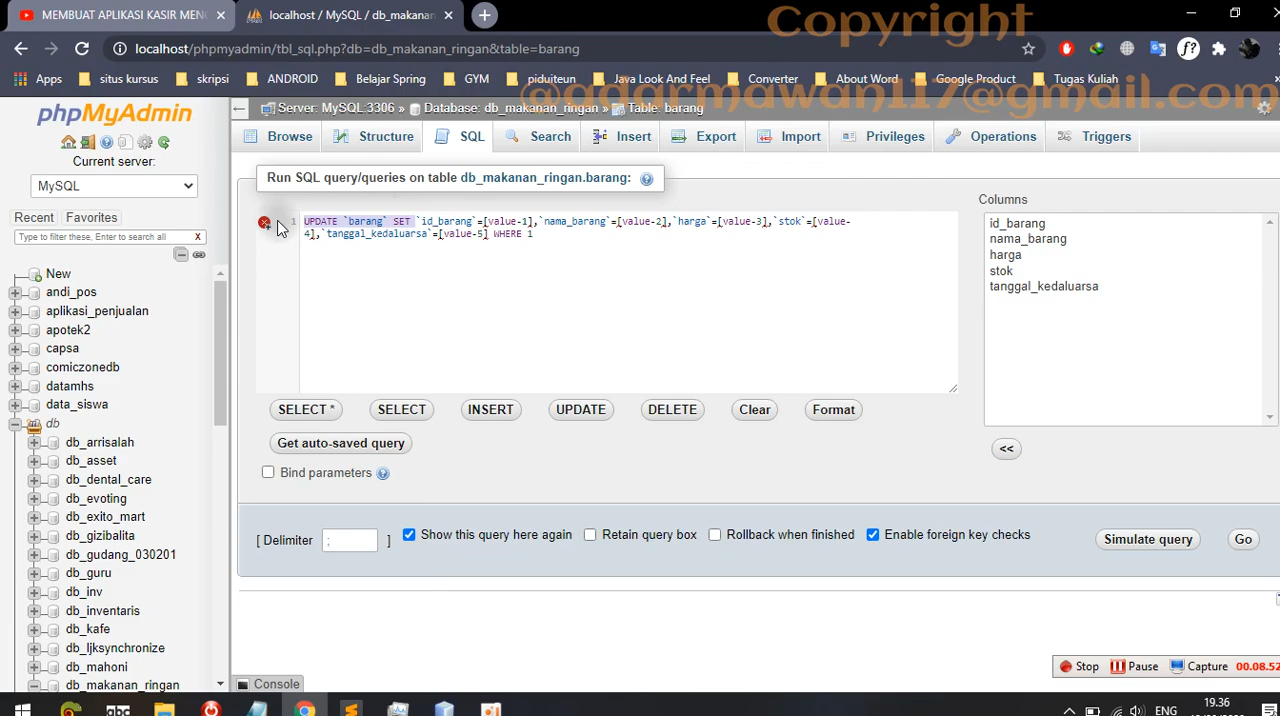 MEMBUAT APLIKASI KASIR MEN
localhost / MySQL / db_makanan_
Copyright
localhost/phpmyadmin/tbl_sql.php?db=db_makanan_ringan&table=barang
Apps situs kursus skripsi ANDROID Belajar Spring GYM piduiteun Java Look And Feel Converter About Word Google Product Tugas Kuliah
@adarmawan117@gmail.com
phpMyAdmin
Server: MySQL:3306 » Database: db_makanan_ringan » Table: barang
Browse Structure SQL Search Insert Export Import Privileges Operations Triggers
Current server:
MySQL
Recent Favorites
Type to filter these, Enter to search all X
New
andi_pos
aplikasi_penjualan
apotek2
capsa
comiczonedb
datamhs
data_siswa
db
db_arrisalah
db_asset
db_dental_care
db_evoting
db_exito_mart
db_gizibalita
db_gudang_030201
db_guru
db_inv
db_inventaris
db_kafe
db_ljksynchronize
db_mahoni
db_makanan_ringan
Run SQL query/queries on table db_makanan_ringan.barang:
1 UPDATE `barang` SET `id_barang`=[value-1],`nama_barang`=[value-2],`harga`=[value-3],`stok`=[value-
4],`tanggal_kedaluarsa`=[value-5] WHERE 1
Columns
id_barang
nama_barang
harga
stok
tanggal_kedaluarsa
SELECT * SELECT INSERT UPDATE DELETE Clear Format
Get auto-saved query
<<
Bind parameters
[ Delimiter ; ] Show this query here again Retain query box Rollback when finished Enable foreign key checks Simulate query Go
Stop Pause Capture 00.08.52
Console
abc
ENG
19.36